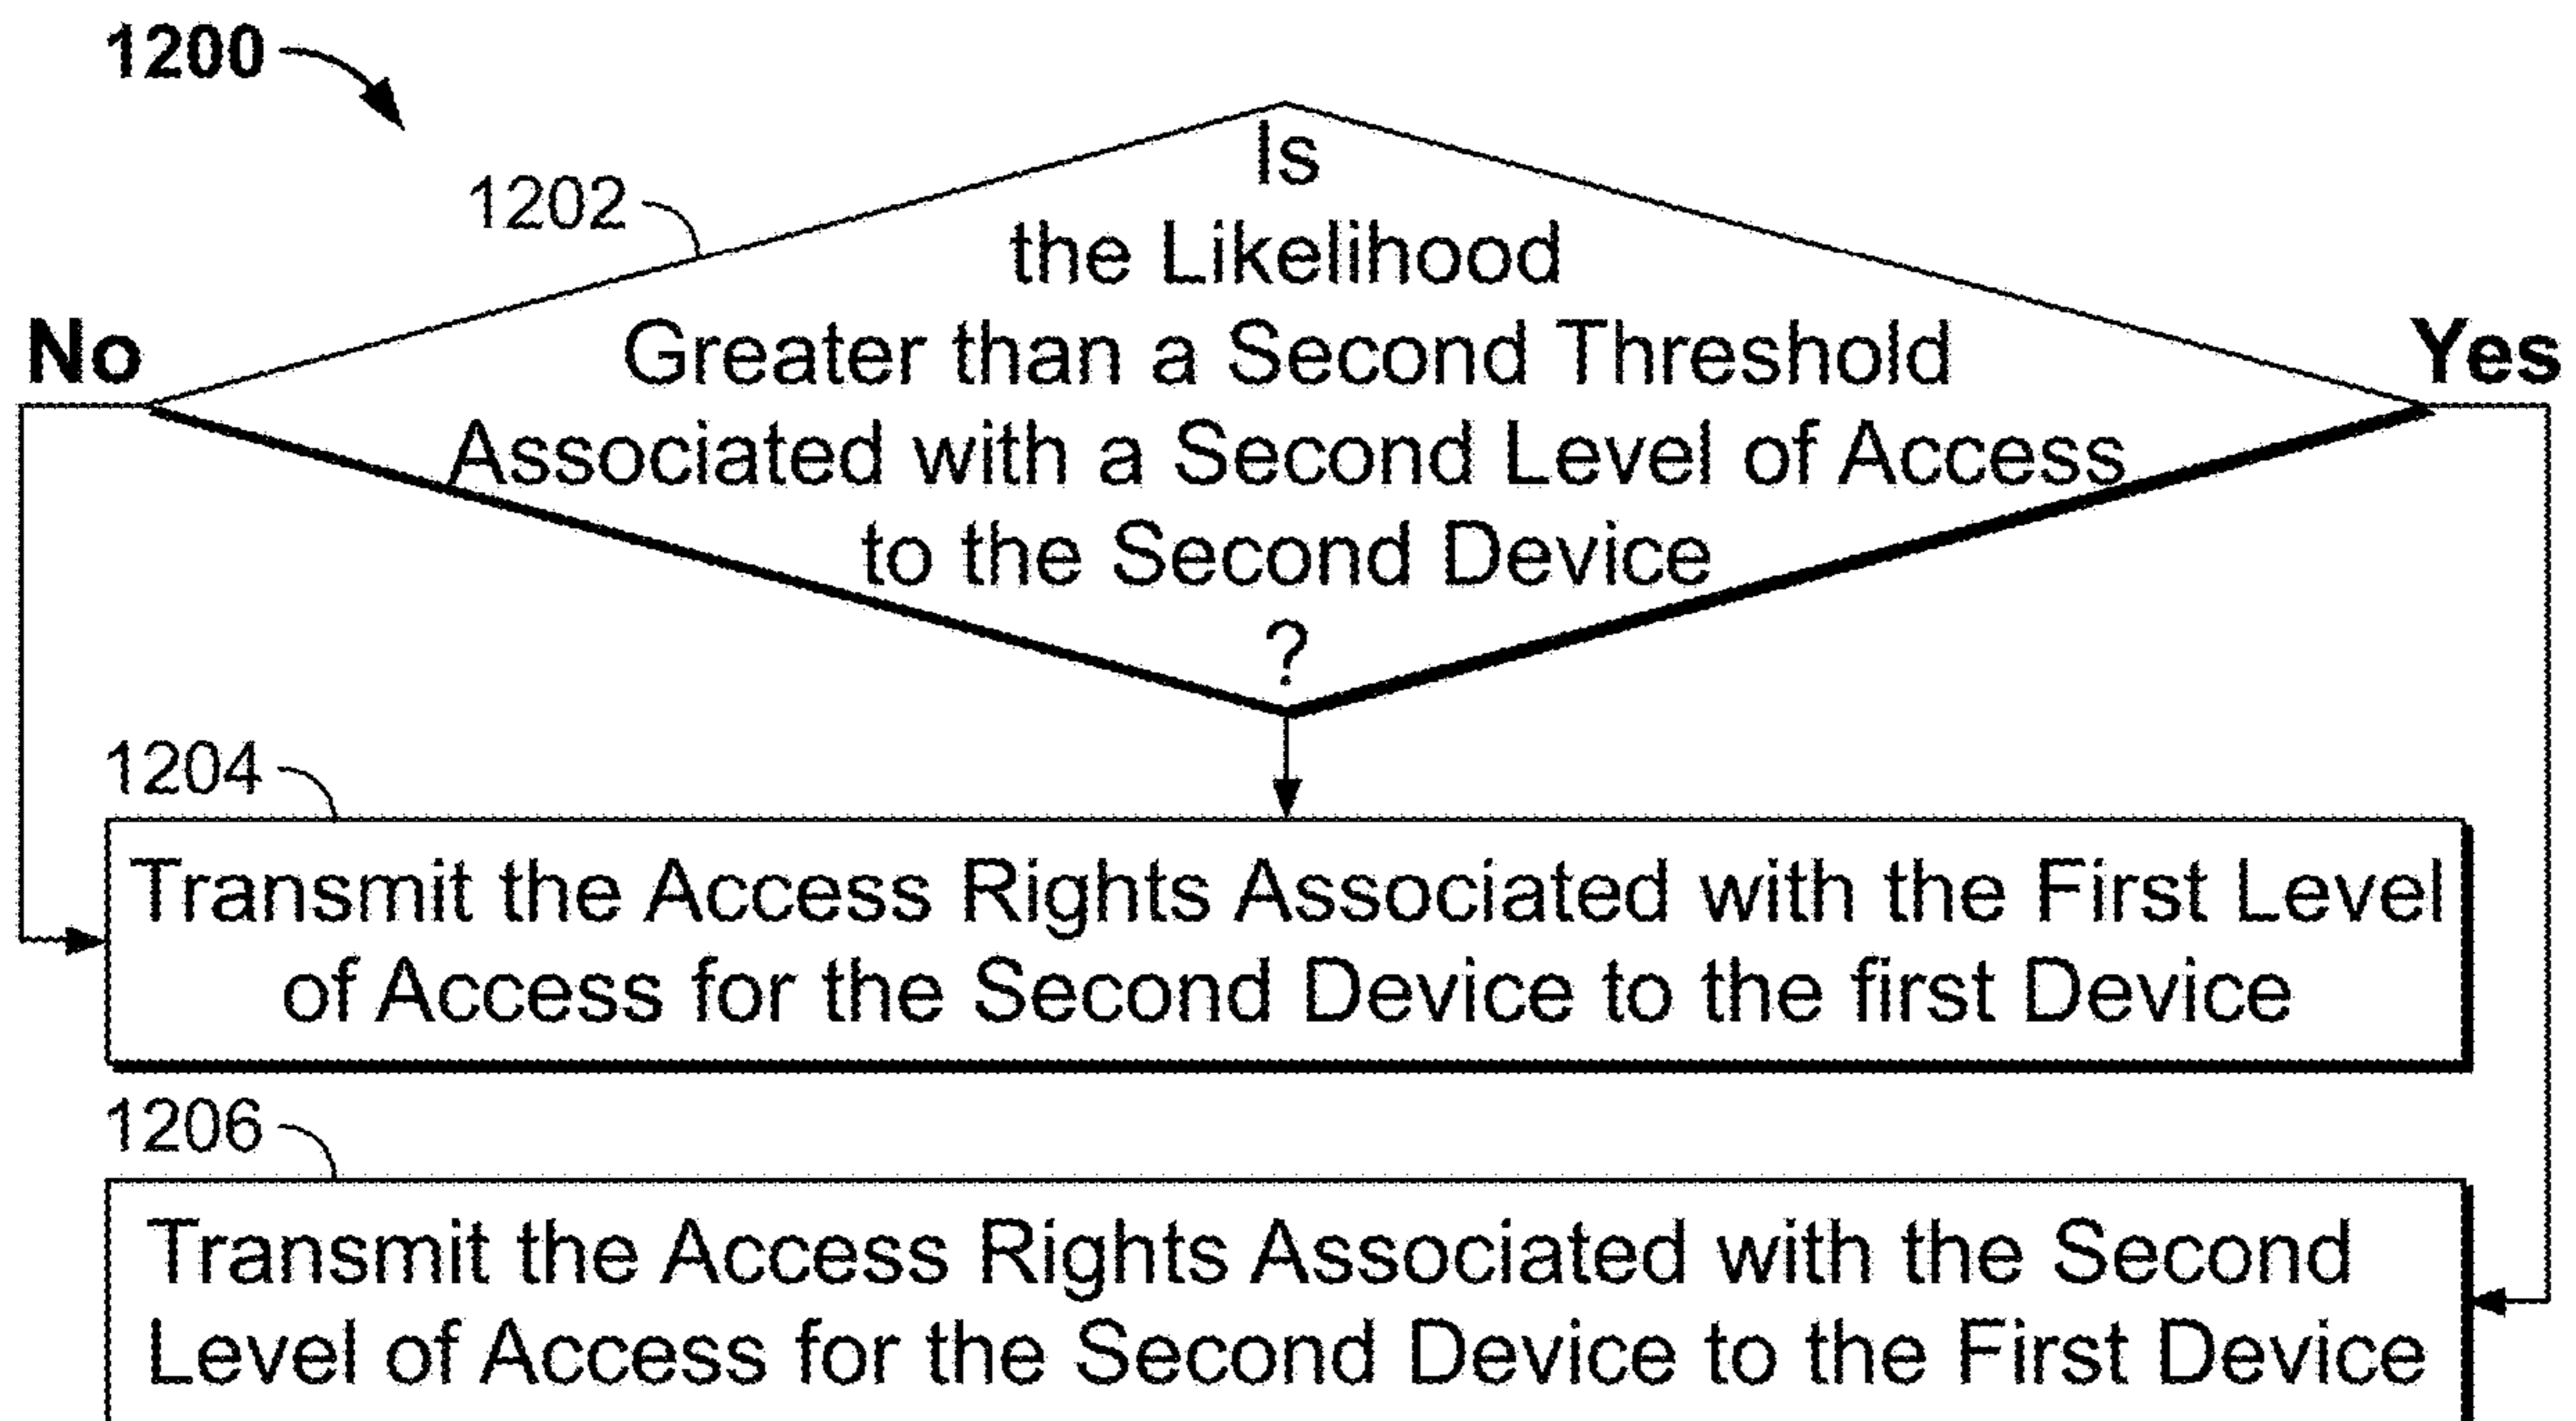 1200
1202
Is
the Likelihood
No
Greater than a Second Threshold
Yes
Associated with a Second Level of Access
to the Second Device
?
1204
Transmit the Access Rights Associated with the First Level
of Access for the Second Device to the first Device
1206
Transmit the Access Rights Associated with the Second
Level of Access for the Second Device to the First Device